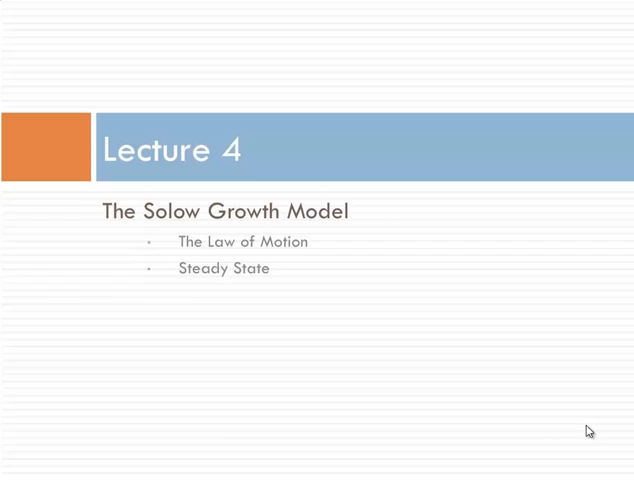 Lecture 4
The Solow Growth Model
• The Law of Motion
• Steady State